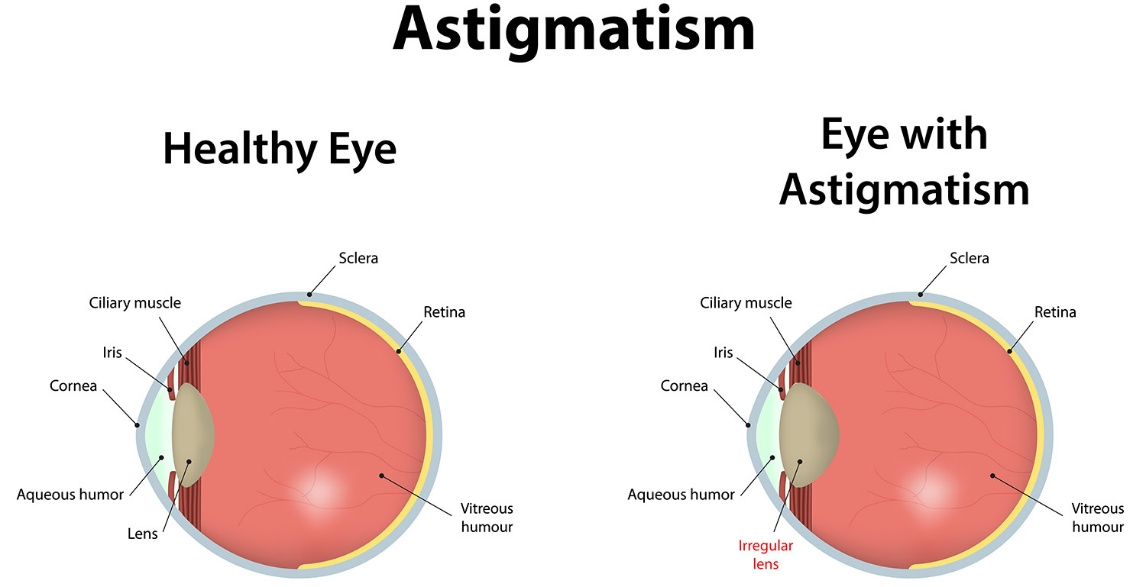 Astigmatism
Healthy Eye
Sclera
Ciliary muscle
Retina
Iris
Cornea
Aqueous humor
Lens
Vitreous
humour
Eye with
Astigmatism
Sclera
Ciliary muscle
Retina
Iris
Cornea
Aqueous humor
Irregular
lens
Vitreous
humour